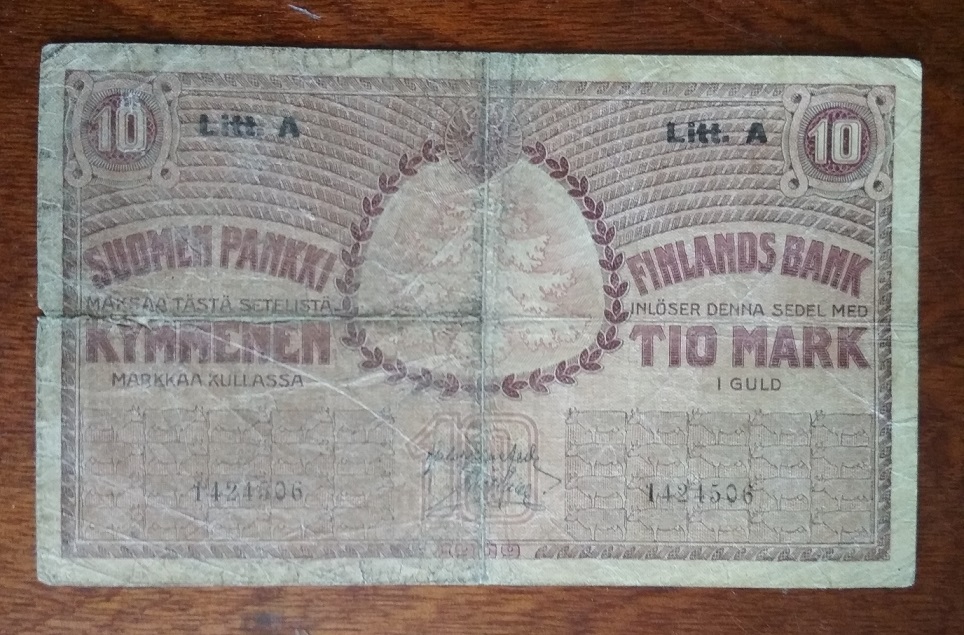 10 Litt. A Litt. A 10
SUOMEN PANKKI
MAKSAA TÄSTÄ SETELISTÄ
KYMMENEN
MARKKAA KULLASSA
FINLANDS BANK
INLÖSER DENNA SEDEL MED
TIO MARK
I GULD
10
1424506 1424506